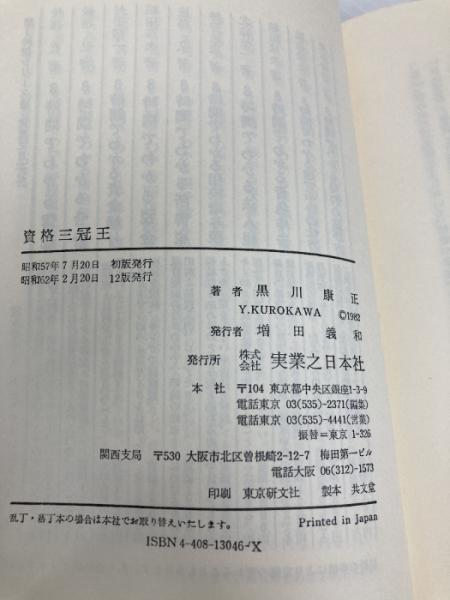 資格三冠王
昭和57年7月20日 初版発行
昭和62年2月20日 12版発行
著者 黒川康正
Y.KUROKAWA ©1982
発行者 増田義和
発行所 株式会社 実業之日本社
本社 〒104 東京都中央区銀座1-3-9
電話東京 03(535)-2371(編集)
電話東京 03(535)-4441(営業)
振替=東京 1-326
関西支局 〒530 大阪市北区曽根崎2-12-7 梅田第一ビル
電話大阪 06(312)-1573
印刷 東京研文社 製本 共文堂
乱丁・落丁本の場合は本社でお取り替えいたします。 Printed in Japan
ISBN4-408-13046-X